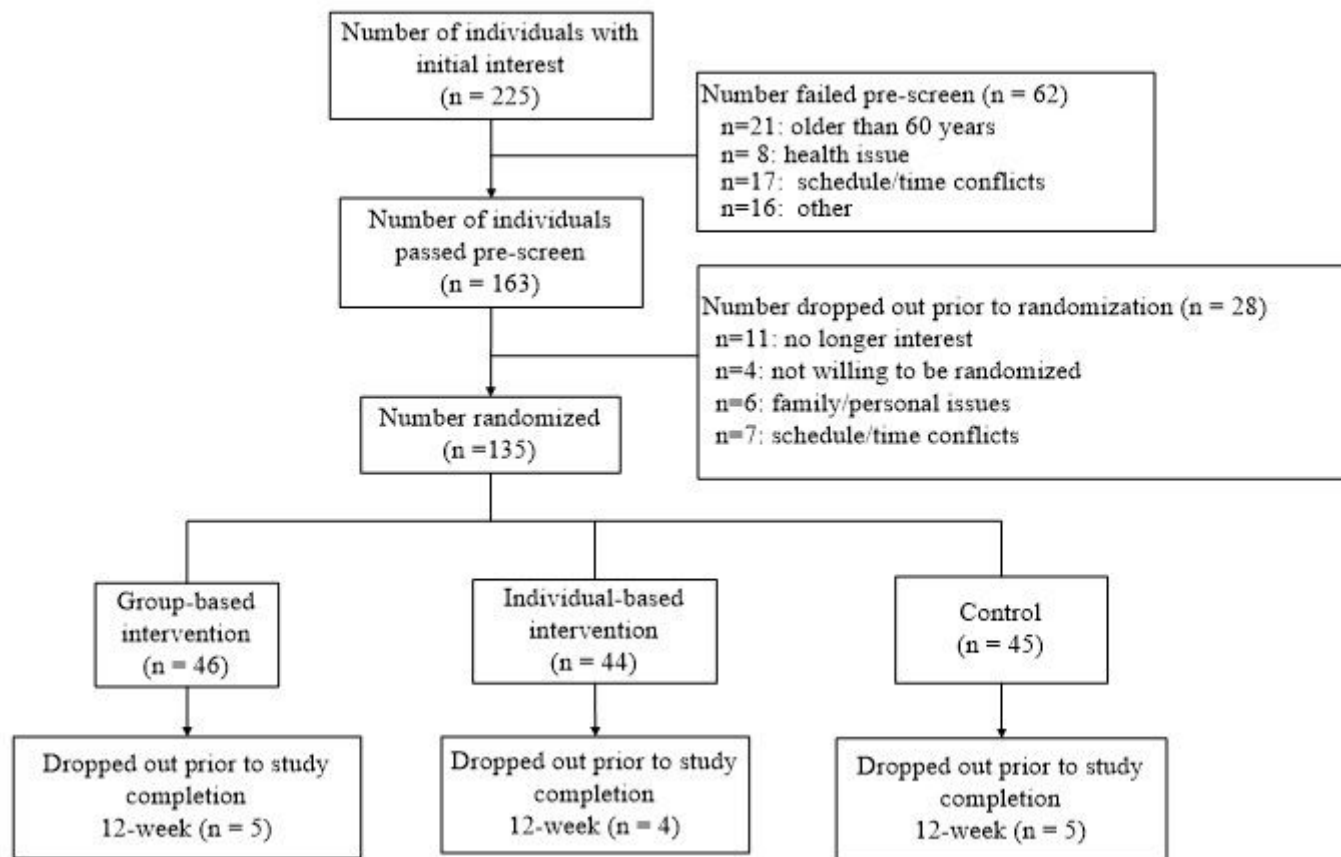 Number of individuals with
initial interest
(n = 225)
Number failed pre-screen (n = 62)
n=21: older than 60 years
n= 8: health issue
n=17: schedule/time conflicts
n=16: other
Number of individuals
passed pre-screen
(n = 163)
Number dropped out prior to randomization (n = 28)
n=11: no longer interest
n=4: not willing to be randomized
n=6: family/personal issues
n=7: schedule/time conflicts
Number randomized
(n =135)
Group-based
intervention
(n = 46)
Individual-based
intervention
(n = 44)
Control
(n = 45)
Dropped out prior to study
completion
12-week (n = 5)
Dropped out prior to study
completion
12-week (n = 4)
Dropped out prior to study
completion
12-week (n = 5)